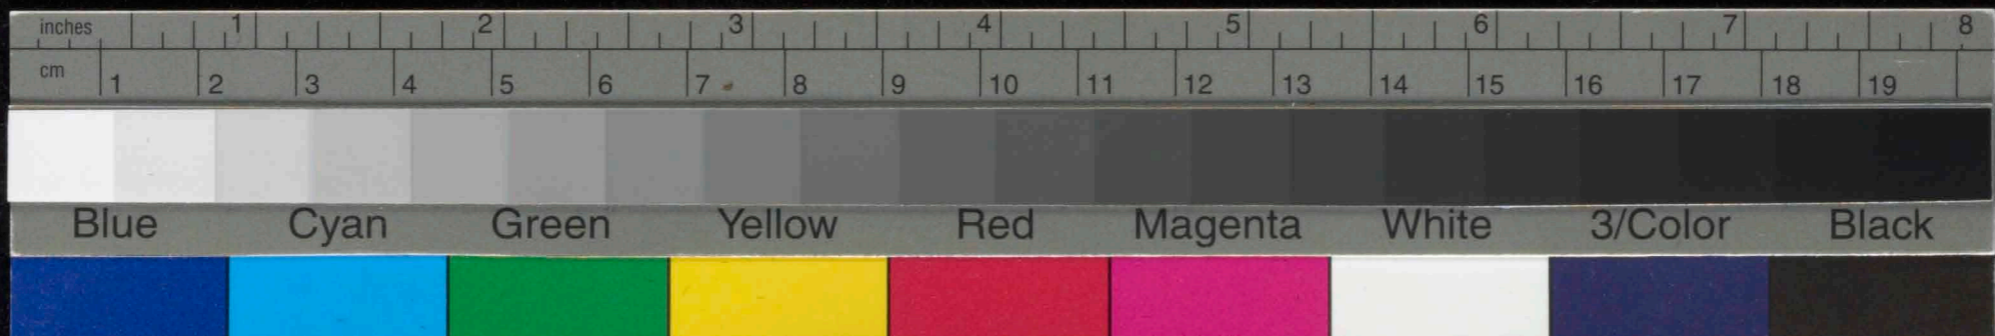 inches 1 2 3 4 5 6 7 8
cm 1 2 3 4 5 6 7 8 9 10 11 12 13 14 15 16 17 18 19
Blue Cyan Green Yellow Red Magenta White 3/Color Black